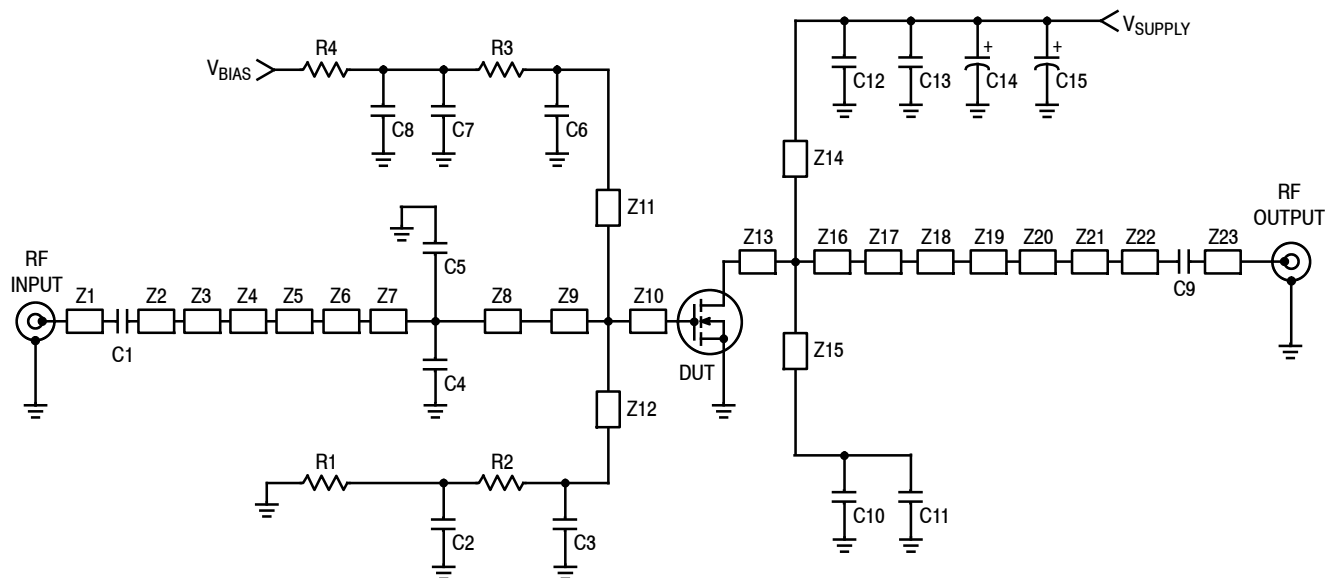 V_SUPPLY
R4
R3
V_BIAS
C12
C13
+
C14
+
C15
C8
C7
C6
Z14
Z11
RF
OUTPUT
C5
Z13
Z16
Z17
Z18
Z19
Z20
Z21
Z22
Z23
C9
RF
INPUT
Z1
Z2
Z3
Z4
Z5
Z6
Z7
Z8
Z9
Z10
C1
Z15
DUT
C4
Z12
R1
R2
C10
C11
C2
C3